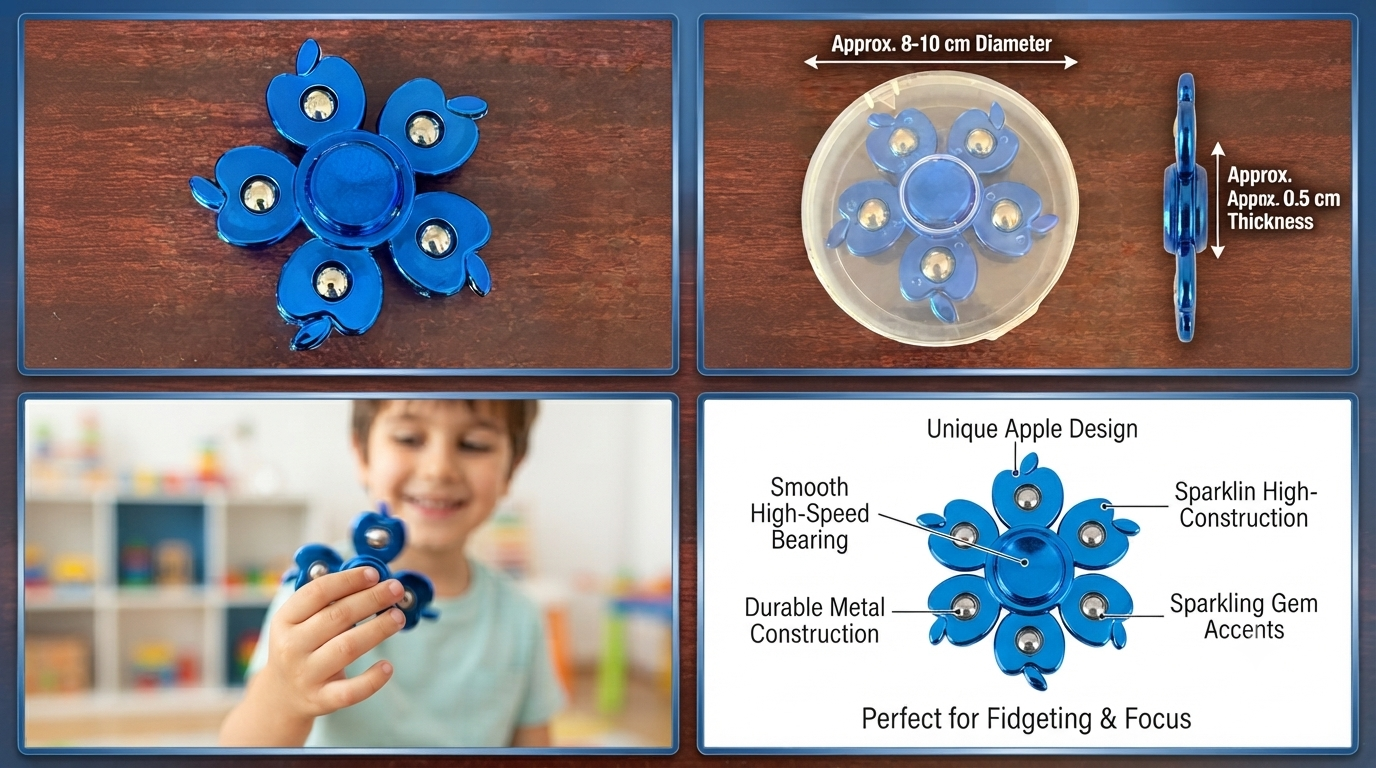 Approx. 8-10 cm Diameter
Approx.
Appnx. 0.5 cm
Thickness
Unique Apple Design
Smooth
High-Speed
Bearing
Sparklin High-
Construction
Durable Metal
Construction
Sparkling Gem
Accents
Perfect for Fidgeting & Focus